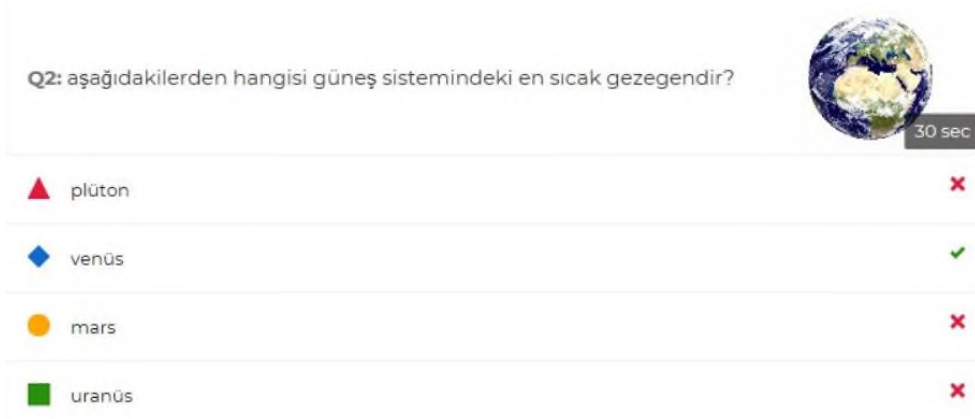 Q2: aşağıdakilerden hangisi güneş sistemindeki en sıcak gezegendir?
30 sec
plüton
venüs
mars
uranüs